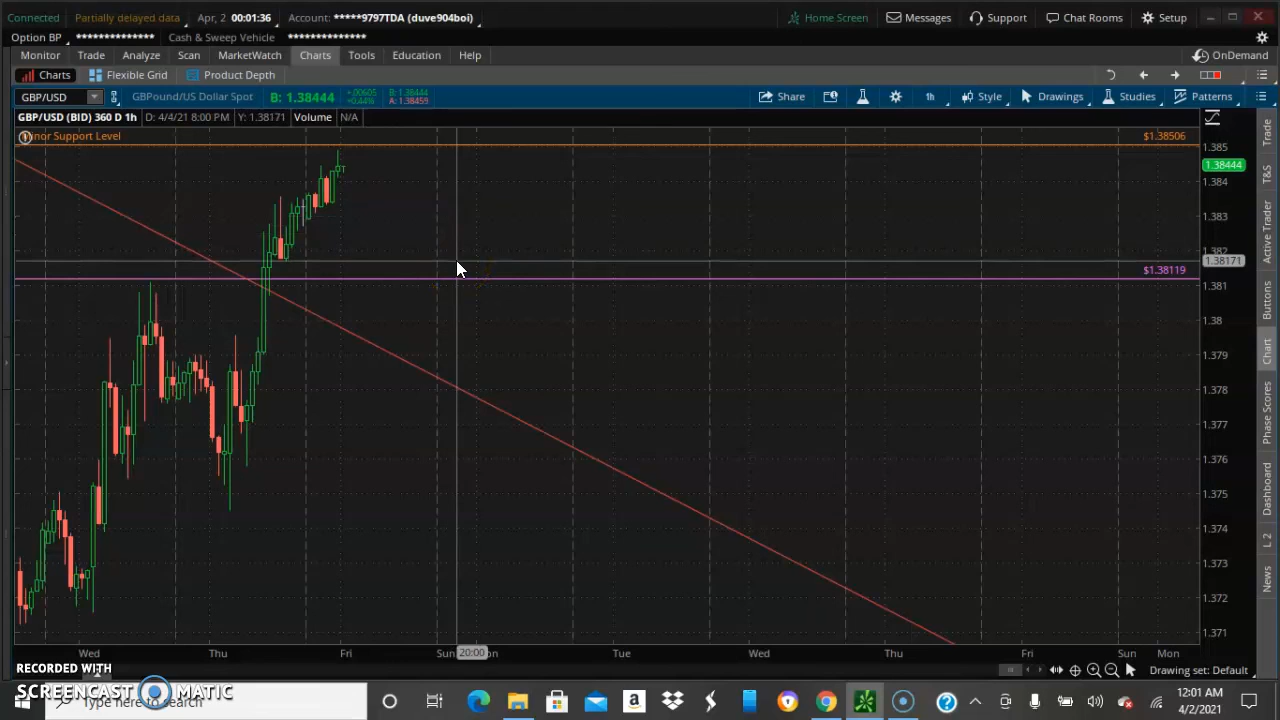 Connected Partially delayed data Apr, 2 00:01:36 Account: *****9797TDA (duve904boi) Home Screen Messages Support Chat Rooms Setup
Option BP ************** Cash & Sweep Vehicle **************
Monitor Trade Analyze Scan MarketWatch Charts Tools Education Help OnDemand
Charts Flexible Grid Product Depth
GBP/USD GBPound/US Dollar Spot B: 1.38444 +.00605 +0.44% B: 1.38444 A: 1.38459 Share 1h Style Drawings Studies Patterns
GBP/USD (BID) 360 D 1h D: 4/4/21 8:00 PM Y: 1.38171 Volume N/A
inor Support Level $1.38506
1.385
1.38444
1.384
1.383
1.382
1.38171
$1.38119
1.381
1.38
1.379
1.378
1.377
1.376
1.375
1.374
1.373
1.372
1.371
Trade
T&S
Active Trader
Buttons
Chart
Phase Scores
Dashboard
L 2
News
Wed Thu Fri Sun 20:00 on Tue Wed Thu Fri Sun Mon
Drawing set: Default
RECORDED WITH
SCREENCAST MATIC
Type here to search
12:01 AM
4/2/2021